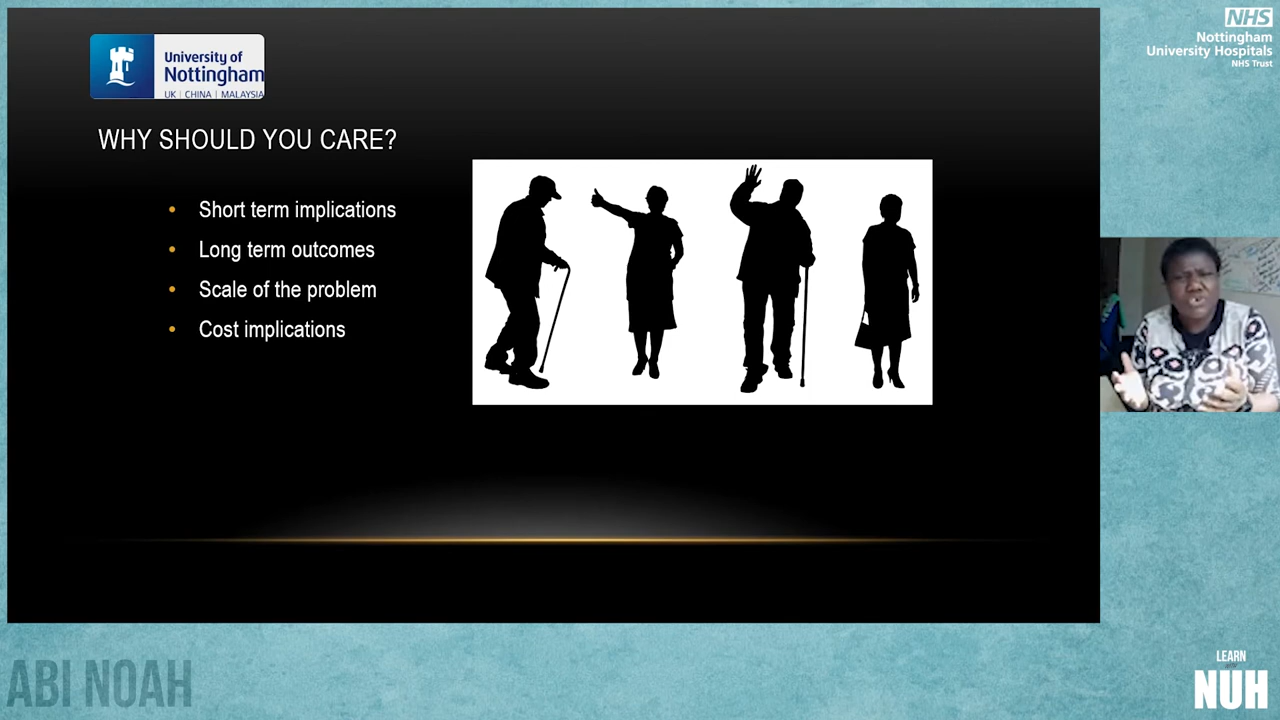 NHS
Nottingham
University Hospitals
NHS Trust
University of
Nottingham
UK | CHINA | MALAYSIA
WHY SHOULD YOU CARE?
• Short term implications
• Long term outcomes
• Scale of the problem
• Cost implications
ABI NOAH
LEARN
NUH